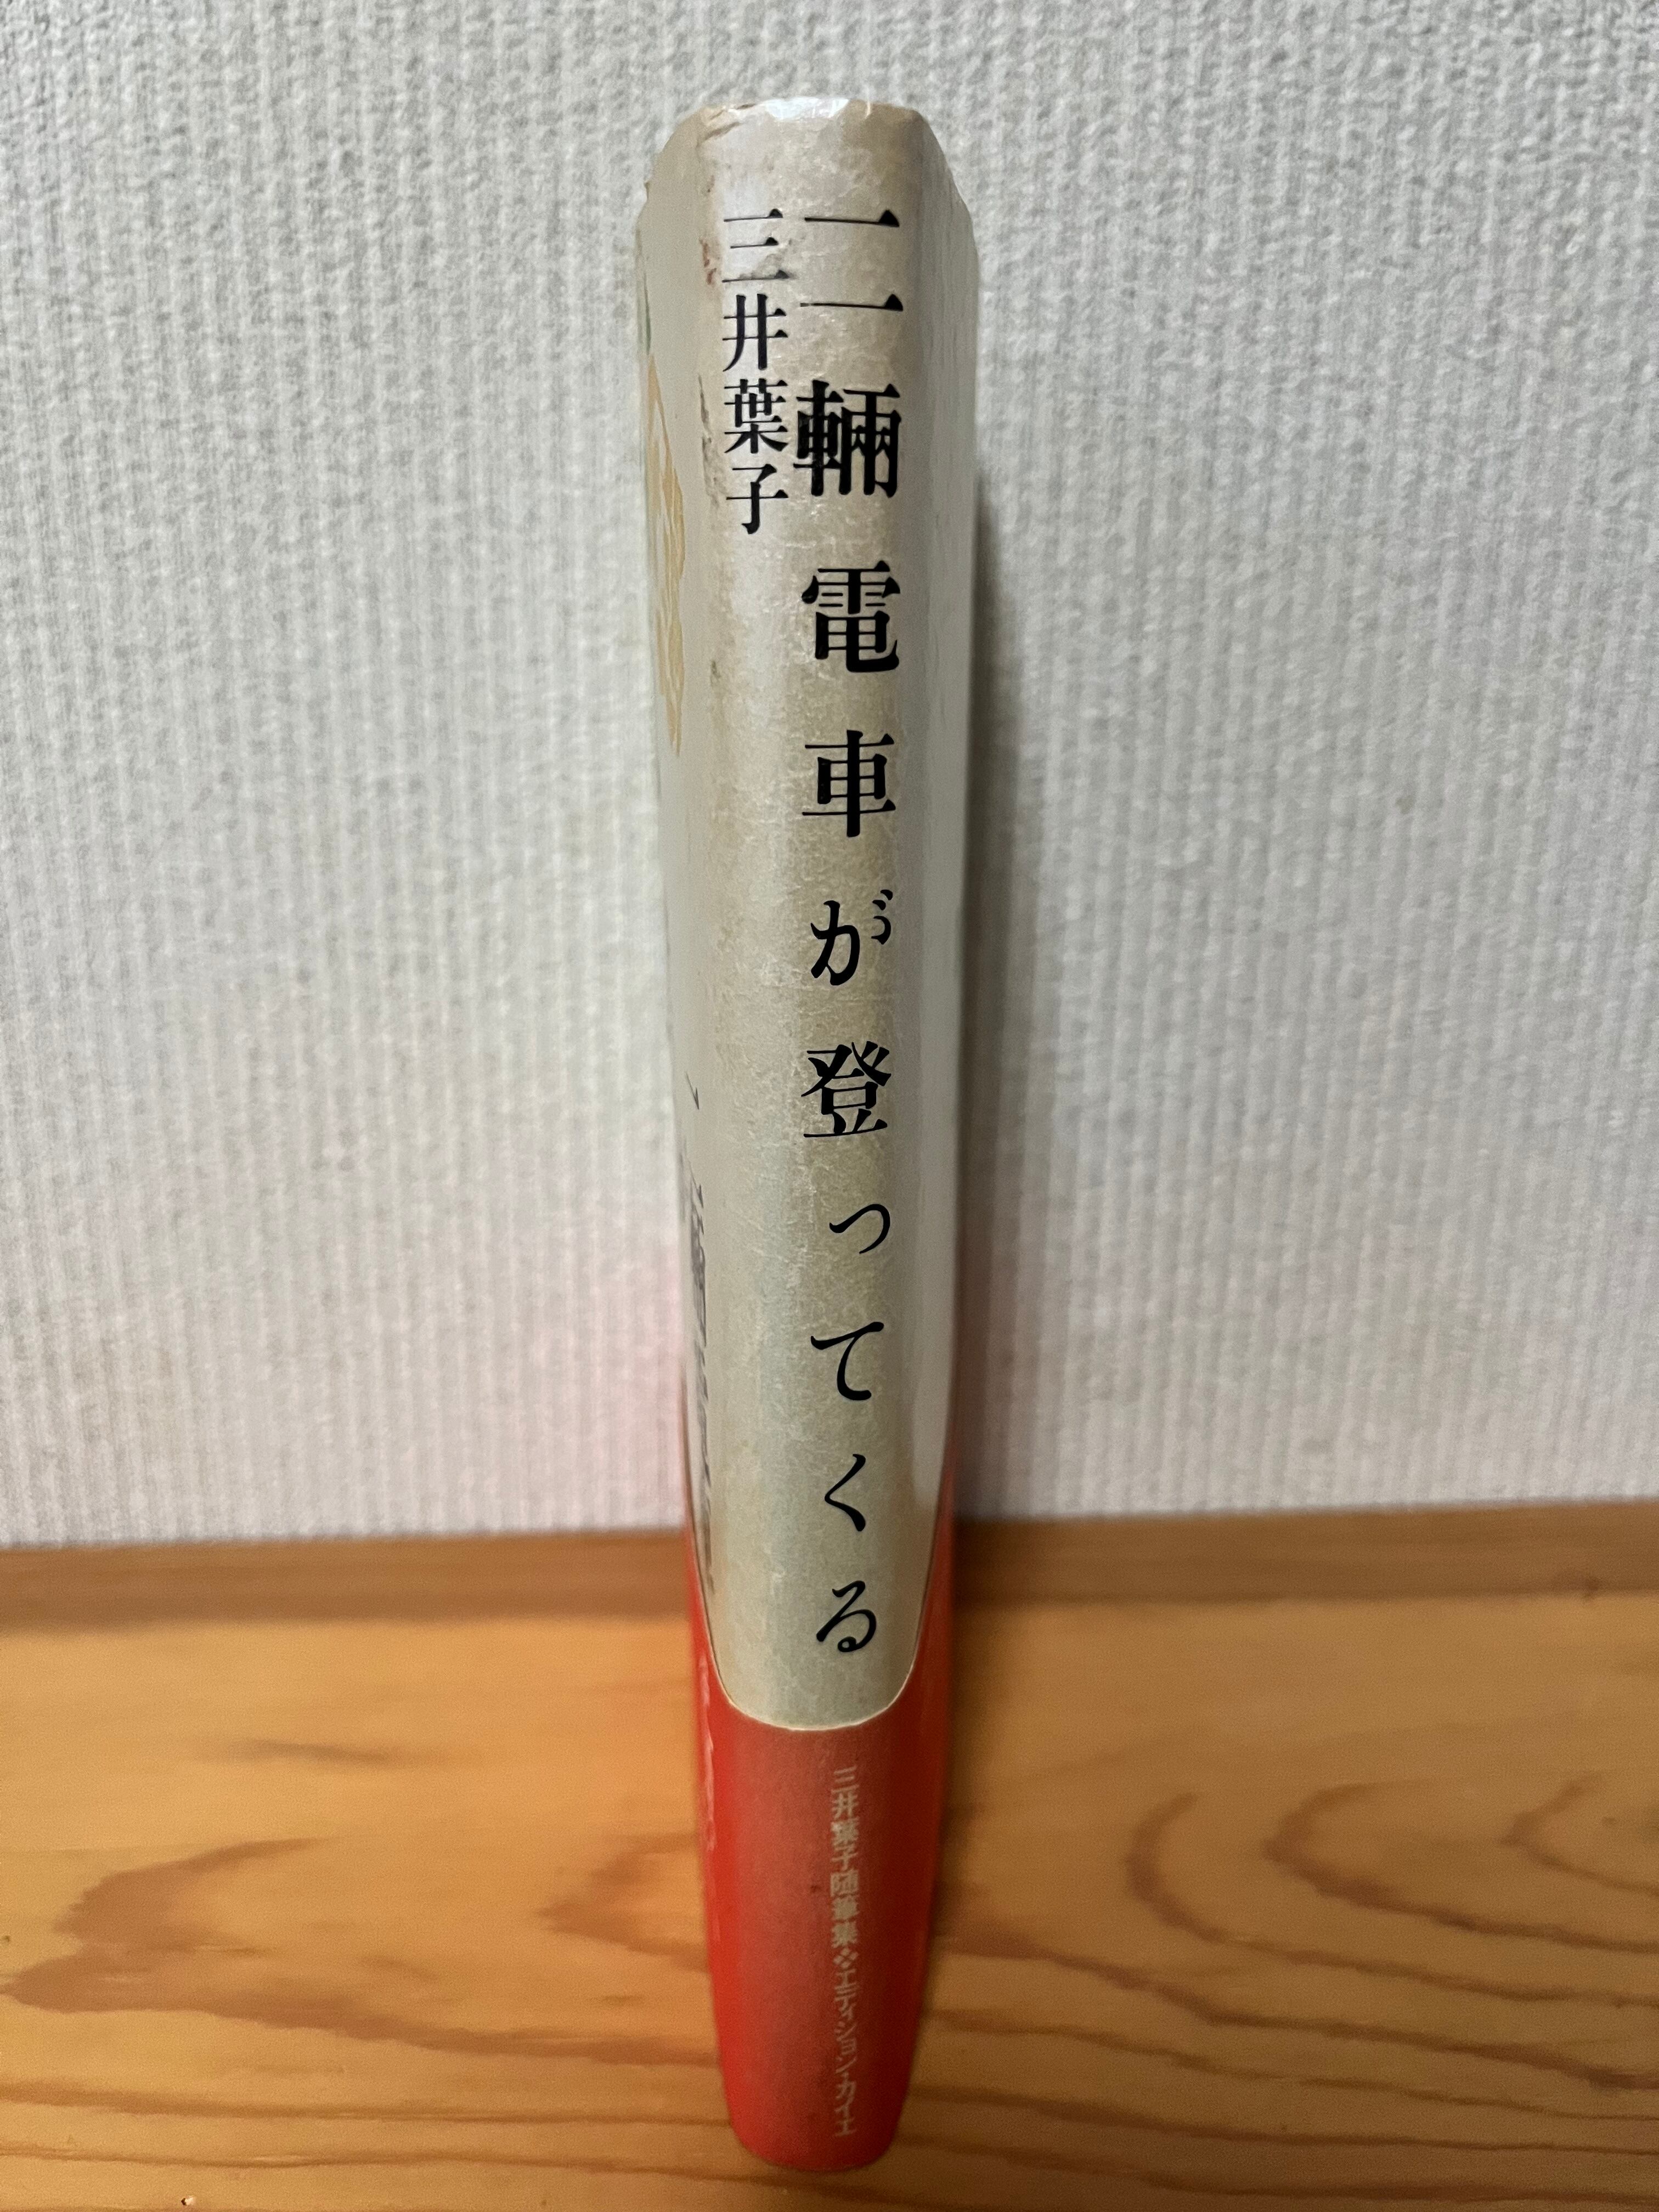 二輛電車が登ってくる
三井葉子
三井葉子随筆集❖エディション・カイエ